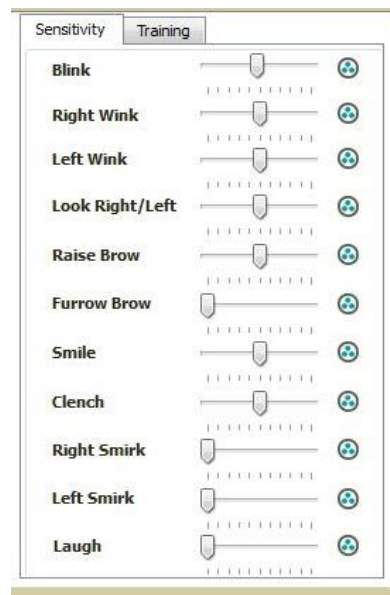 Sensitivity Training
Blink
Right Wink
Left Wink
Look Right/Left
Raise Brow
Furrow Brow
Smile
Clench
Right Smirk
Left Smirk
Laugh